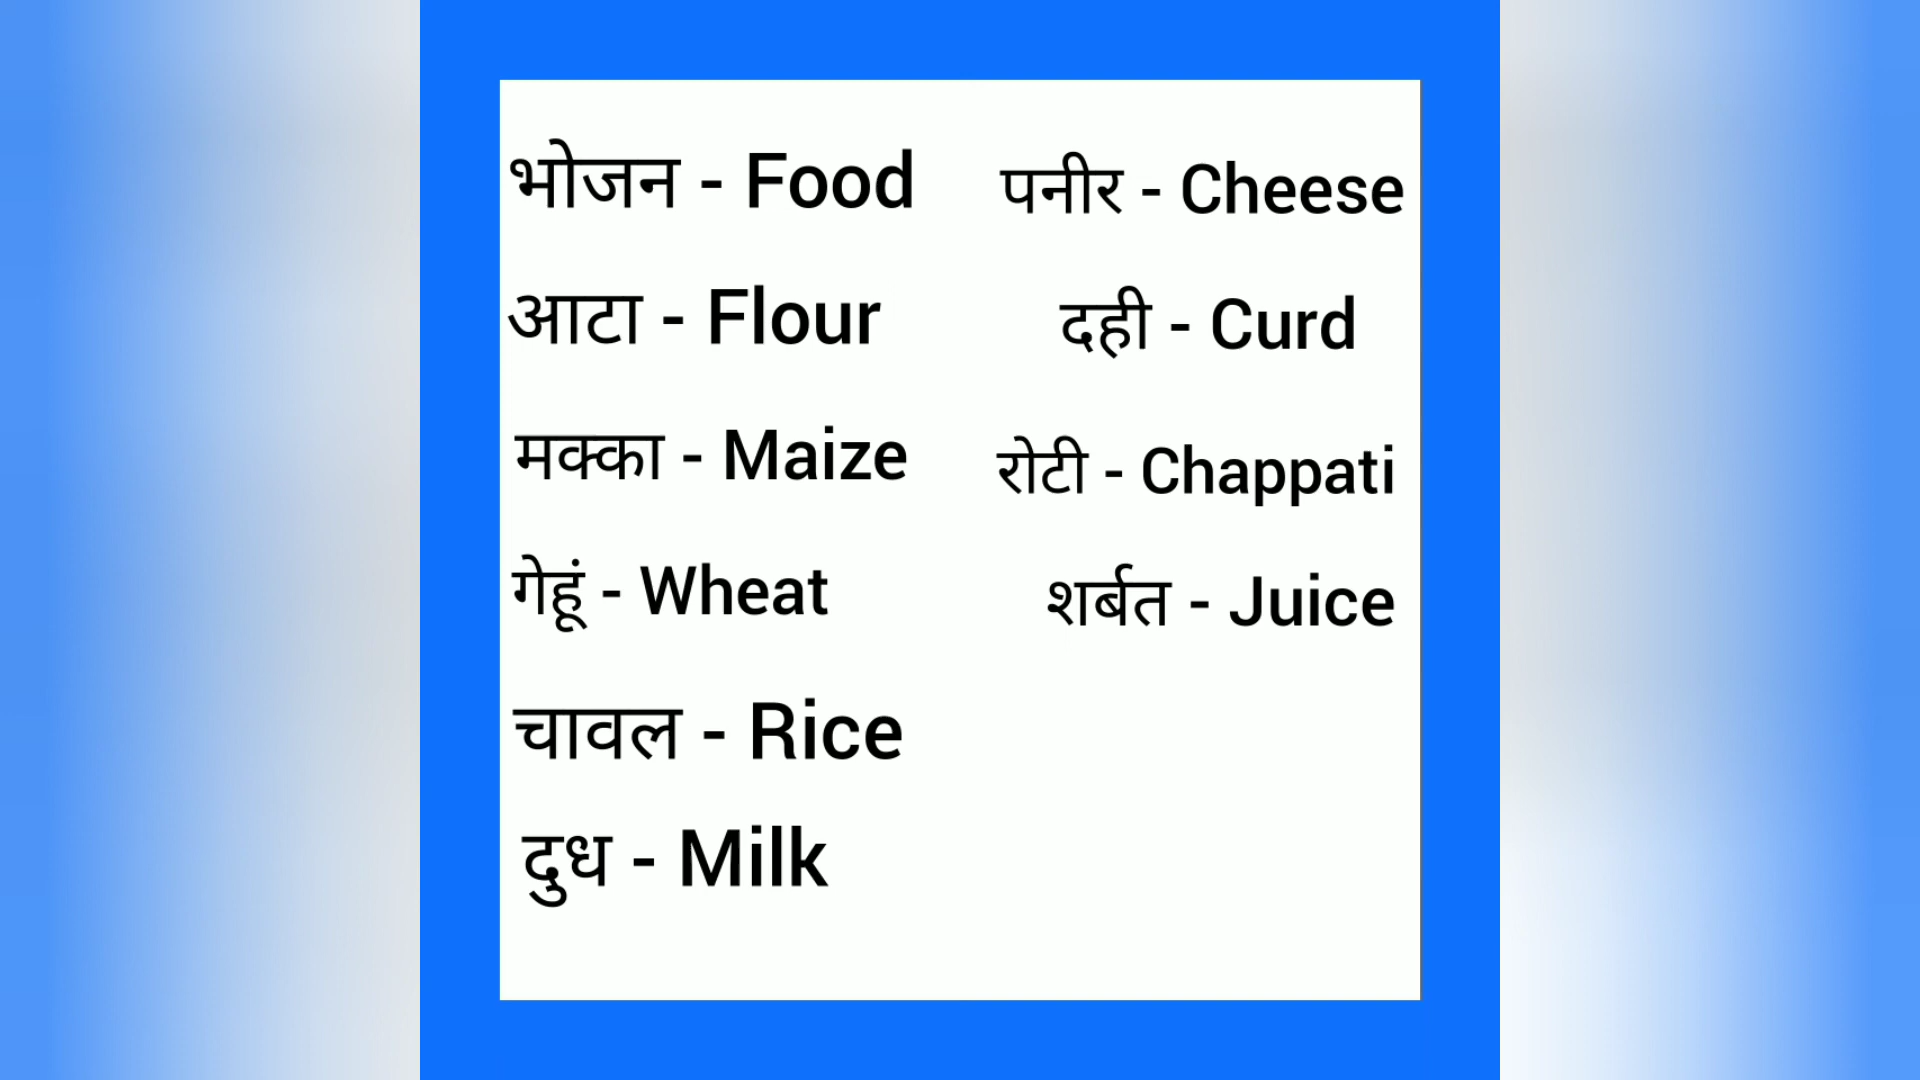 भोजन - Food
आटा - Flour
मक्का - Maize
गेहूं - Wheat
चावल - Rice
दुध - Milk
पनीर - Cheese
दही - Curd
रोटी - Chappati
शर्बत - Juice